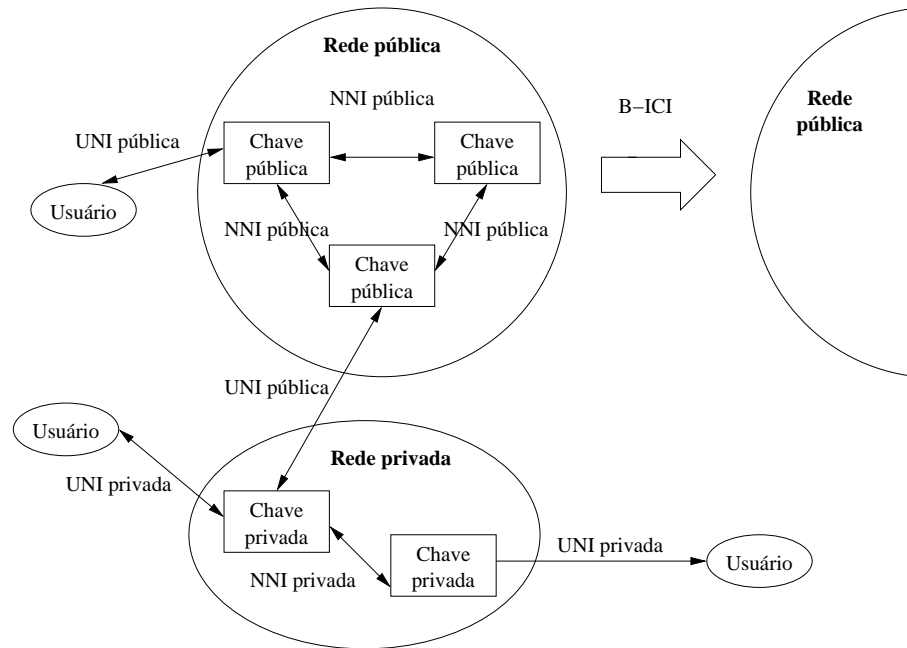 Rede pública
NNI pública
B−ICI
Rede
pública
UNI pública
Chave
pública
Chave
pública
Usuário
NNI pública
NNI pública
Chave
pública
UNI pública
Usuário
Rede privada
UNI privada
Chave
privada
UNI privada
Chave
privada
NNI privada
Usuário